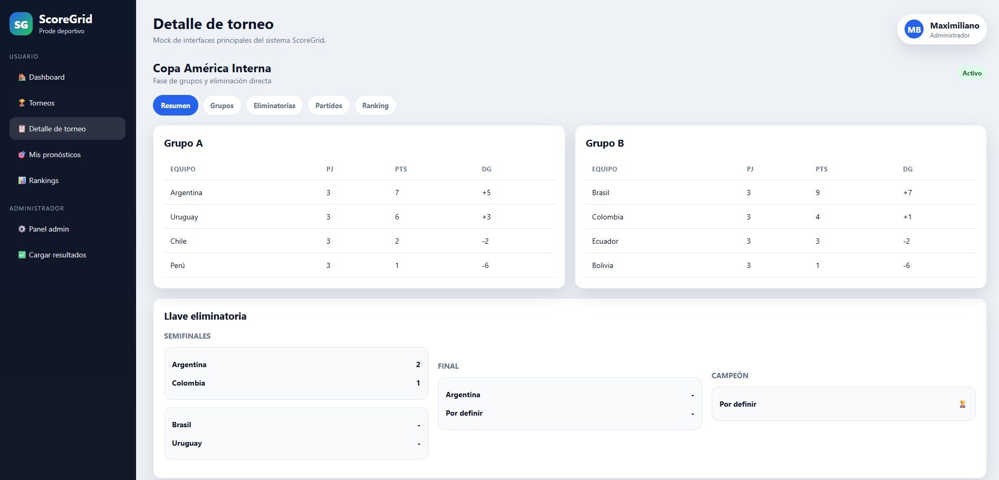 SG
ScoreGrid
Prode deportivo
USUARIO
Dashboard
Torneos
Detalle de torneo
Mis pronósticos
Rankings
ADMINISTRADOR
Panel admin
Cargar resultados
Detalle de torneo
Mock de interfaces principales del sistema ScoreGrid.
MB
Maximiliano
Administrador
Copa América Interna
Fase de grupos y eliminación directa
Activo
Resumen Grupos Eliminatorias Partidos Ranking
Grupo A
EQUIPO PJ PTS DG
Argentina 3 7 +5
Uruguay 3 6 +3
Chile 3 2 -2
Perú 3 1 -6
Grupo B
EQUIPO PJ PTS DG
Brasil 3 9 +7
Colombia 3 4 +1
Ecuador 3 3 -2
Bolivia 3 1 -6
Llave eliminatoria
SEMIFINALES
Argentina 2
Colombia 1
Brasil -
Uruguay -
FINAL
Argentina -
Por definir -
CAMPEÓN
Por definir